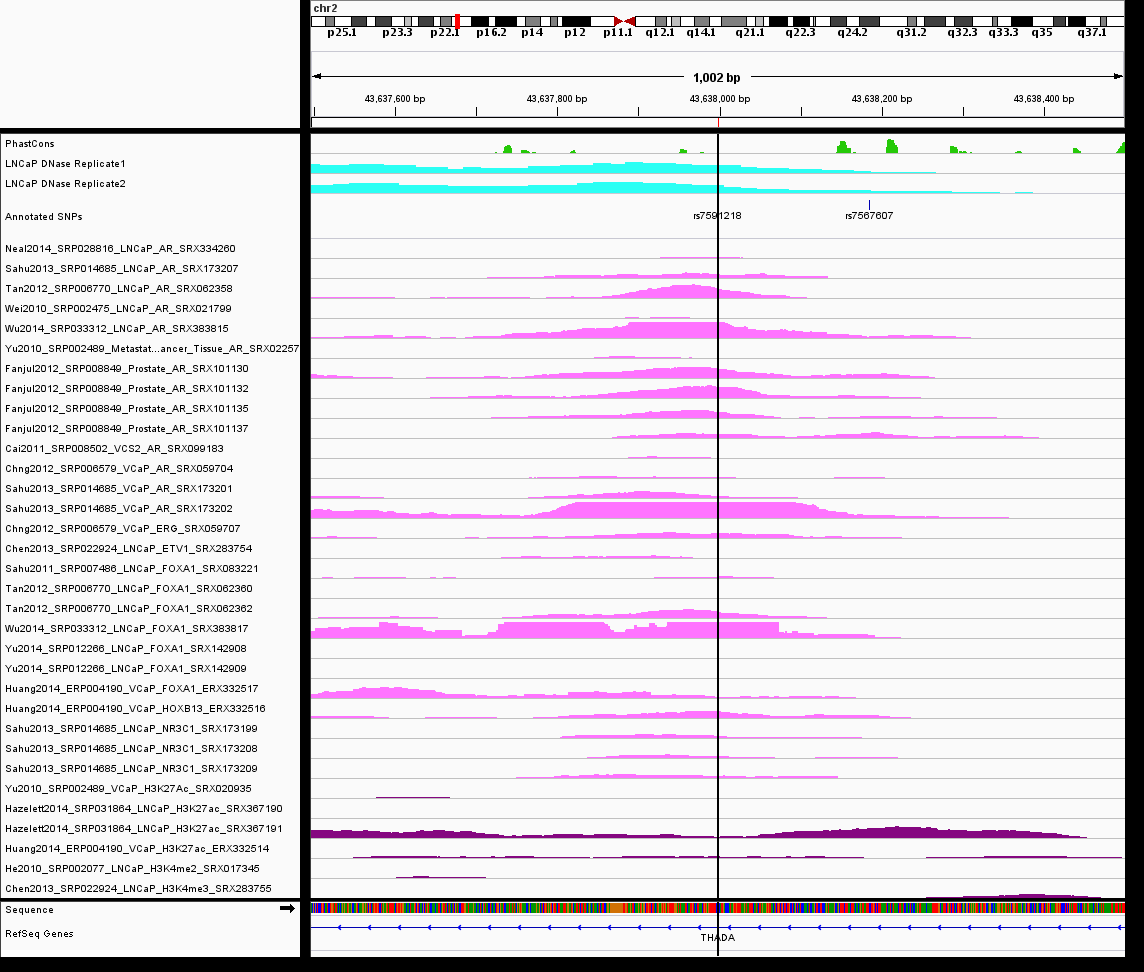 chr2
p25.1 p23.3 p22.1 p16.2 p14 p12 p11.1 q12.1 q14.1 q21.1 q22.3 q24.2 q31.2 q32.3 q33.3 q35 q37.1
1,002 bp
43,637,600 bp 43,637,800 bp 43,638,000 bp 43,638,200 bp 43,638,400 bp
PhastCons
LNCaP DNase Replicate1
LNCaP DNase Replicate2
Annotated SNPs rs7591218 rs7567607
Neal2014_SRP028816_LNCaP_AR_SRX334260
Sahu2013_SRP014685_LNCaP_AR_SRX173207
Tan2012_SRP006770_LNCaP_AR_SRX062358
Wei2010_SRP002475_LNCaP_AR_SRX021799
Wu2014_SRP033312_LNCaP_AR_SRX383815
Yu2010_SRP002489_Metastat...ancer_Tissue_AR_SRX02257
Fanjul2012_SRP008849_Prostate_AR_SRX101130
Fanjul2012_SRP008849_Prostate_AR_SRX101132
Fanjul2012_SRP008849_Prostate_AR_SRX101135
Fanjul2012_SRP008849_Prostate_AR_SRX101137
Cai2011_SRP008502_VCS2_AR_SRX099183
Chng2012_SRP006579_VCaP_AR_SRX059704
Sahu2013_SRP014685_VCaP_AR_SRX173201
Sahu2013_SRP014685_VCaP_AR_SRX173202
Chng2012_SRP006579_VCaP_ERG_SRX059707
Chen2013_SRP022924_LNCaP_ETV1_SRX283754
Sahu2011_SRP007486_LNCaP_FOXA1_SRX083221
Tan2012_SRP006770_LNCaP_FOXA1_SRX062360
Tan2012_SRP006770_LNCaP_FOXA1_SRX062362
Wu2014_SRP033312_LNCaP_FOXA1_SRX383817
Yu2014_SRP012266_LNCaP_FOXA1_SRX142908
Yu2014_SRP012266_LNCaP_FOXA1_SRX142909
Huang2014_ERP004190_VCaP_FOXA1_ERX332517
Huang2014_ERP004190_VCaP_HOXB13_ERX332516
Sahu2013_SRP014685_LNCaP_NR3C1_SRX173199
Sahu2013_SRP014685_LNCaP_NR3C1_SRX173208
Sahu2013_SRP014685_LNCaP_NR3C1_SRX173209
Yu2010_SRP002489_VCaP_H3K27Ac_SRX020935
Hazelett2014_SRP031864_LNCaP_H3K27ac_SRX367190
Hazelett2014_SRP031864_LNCaP_H3K27ac_SRX367191
Huang2014_ERP004190_VCaP_H3K27ac_ERX332514
He2010_SRP002077_LNCaP_H3K4me2_SRX017345
Chen2013_SRP022924_LNCaP_H3K4me3_SRX283755
Sequence
RefSeq Genes
THADA